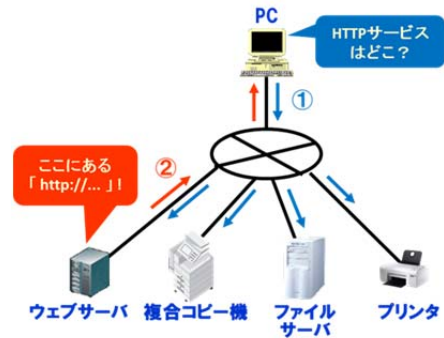 PC
HTTPサービス
はどこ？
①
②
ここにある
「 http://... 」!
ウェブサーバ
複合コピー機
ファイル
サーバ
プリンタ